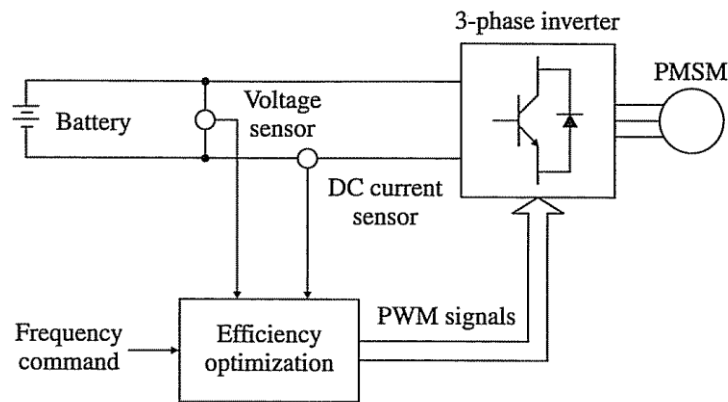 3-phase inverter
PMSM
Battery
Voltage
sensor
DC current
sensor
PWM signals
Frequency
command
Efficiency
optimization